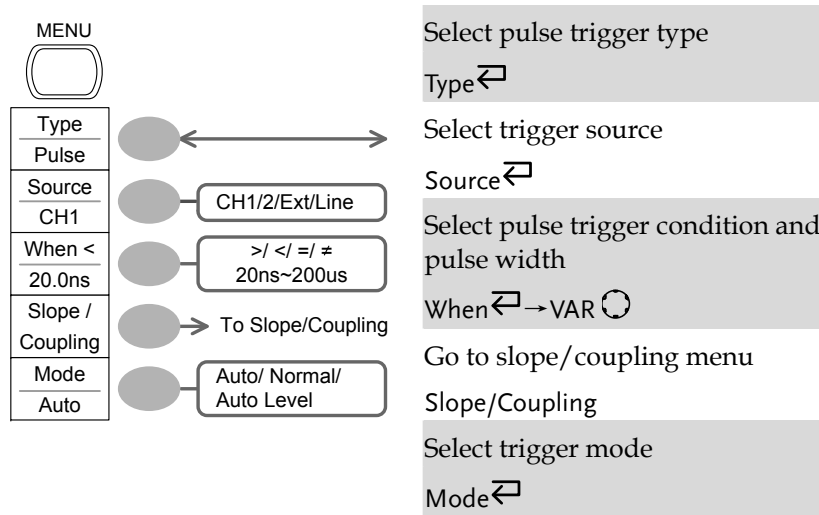 MENU
Type
Pulse
Source
CH1
CH1/2/Ext/Line
When <
20.0ns
>/ </ =/ ≠
20ns~200us
Slope /
Coupling
To Slope/Coupling
Mode
Auto
Auto/ Normal/
Auto Level
Select pulse trigger type
Type
Select trigger source
Source
Select pulse trigger condition and
pulse width
When →VAR
Go to slope/coupling menu
Slope/Coupling
Select trigger mode
Mode